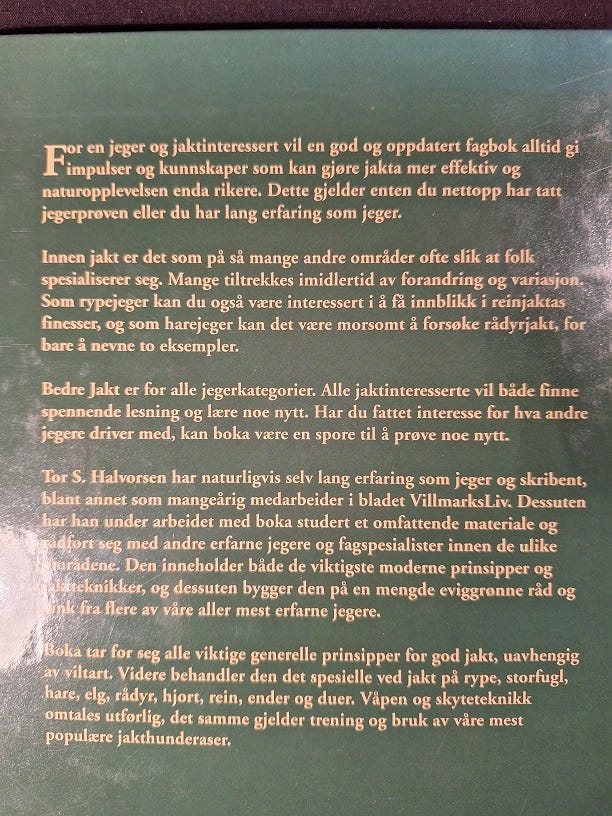 For en jeger og jaktinteressert vil en god og oppdatert fagbok alltid gi
impulser og kunnskaper som kan gjøre jakta mer effektiv og
naturopplevelsen enda rikere. Dette gjelder enten du nettopp har tatt
jegerprøven eller du har lang erfaring som jeger.
Innen jakt er det som på så mange andre områder ofte slik at folk
spesialiserer seg. Mange tiltrekkes imidlertid av forandring og variasjon.
Som rypejeger kan du også være interessert i å få innblikk i reinjaktas
finesser, og som harejeger kan det være morsomt å forsøke rådyrjakt, for
bare å nevne to eksempler.
Bedre Jakt er for alle jegerkategorier. Alle jaktinteresserte vil både finne
spennende lesning og lære noe nytt. Har du fattet interesse for hva andre
jegere driver med, kan boka være en spore til å prøve noe nytt.
Tor S. Halvorsen har naturligvis selv lang erfaring som jeger og skribent,
blant annet som mangeårig medarbeider i bladet VillmarksLiv. Dessuten
har han under arbeidet med boka studert et omfattende materiale og
rådført seg med andre erfarne jegere og fagspesialister innen de ulike
områdene. Den inneholder både de viktigste moderne prinsipper og
jaktteknikker, og dessuten bygger den på en mengde eviggrønne råd og
vink fra flere av våre aller mest erfarne jegere.
Boka tar for seg alle viktige generelle prinsipper for god jakt, uavhengig
av viltart. Videre behandler den det spesielle ved jakt på rype, storfugl,
hare, elg, rådyr, hjort, rein, ender og duer. Våpen og skyteteknikk
omtales utførlig, det samme gjelder trening og bruk av våre mest
populære jakthunderaser.